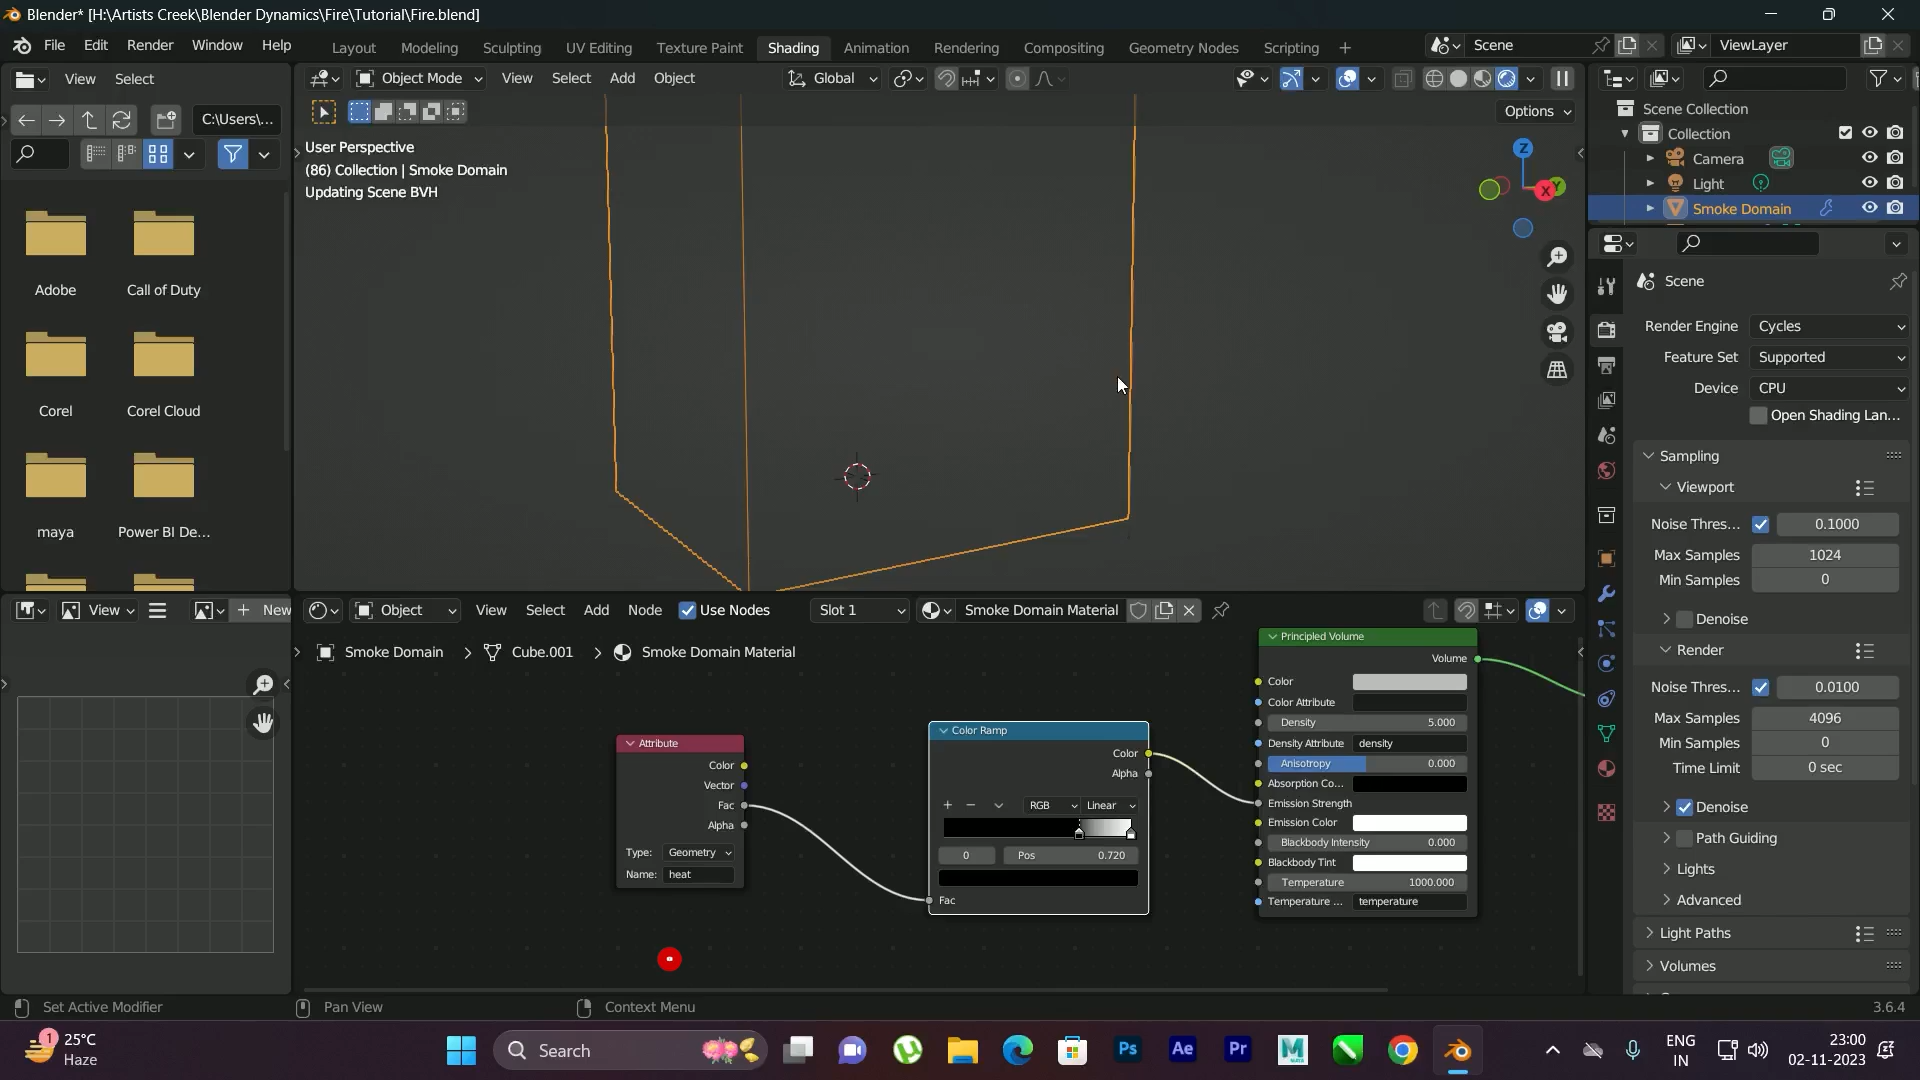 Blender* [H:\Artists Creek\Blender Dynamics\Fire\Tutorial\Fire.blend]
File Edit Render Window Help
Layout Modeling Sculpting UV Editing Texture Paint Shading Animation Rendering Compositing Geometry Nodes Scripting
Scene
ViewLayer
View Select
Object Mode View Select Add Object
Global
Options
C:\Users\...
Adobe
Call of Duty
Corel
Corel Cloud
maya
Power BI De...
User Perspective
(86) Collection | Smoke Domain
Updating Scene BVH
Z
Y
X
Scene Collection
Collection
Camera
Light
Smoke Domain
Scene
Render Engine Cycles
Feature Set Supported
Device CPU
Open Shading Lan...
Sampling
Viewport
Noise Thres... 0.1000
Max Samples 1024
Min Samples 0
Denoise
Render
Noise Thres... 0.0100
Max Samples 4096
Min Samples 0
Time Limit 0 sec
Denoise
Path Guiding
Lights
Advanced
Light Paths
Volumes
View
New
Object View Select Add Node Use Nodes Slot 1 Smoke Domain Material
Smoke Domain > Cube.001 > Smoke Domain Material
Attribute
Color
Vector
Fac
Alpha
Type: Geometry
Name: heat
Color Ramp
Color
Alpha
RGB Linear
0 Pos 0.720
Fac
Principled Volume
Volume
Color
Color Attribute
Density 5.000
Density Attribute density
Anisotropy 0.000
Absorption Co...
Emission Strength
Emission Color
Blackbody Intensity 0.000
Blackbody Tint
Temperature 1000.000
Temperature ... temperature
Set Active Modifier
Pan View
Context Menu
3.6.4
1
25°C
Haze
Search
Ps
Ae
Pr
M
ENG
IN
23:00
02-11-2023